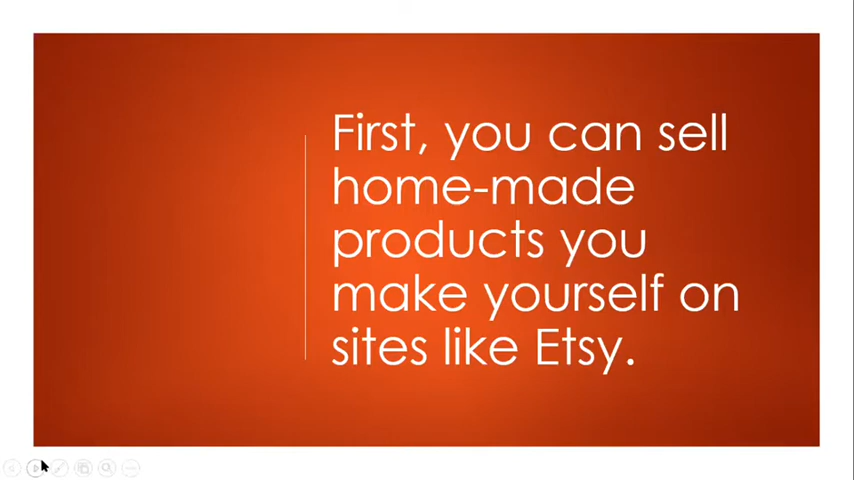 First, you can sell
home-made
products you
make yourself on
sites like Etsy.